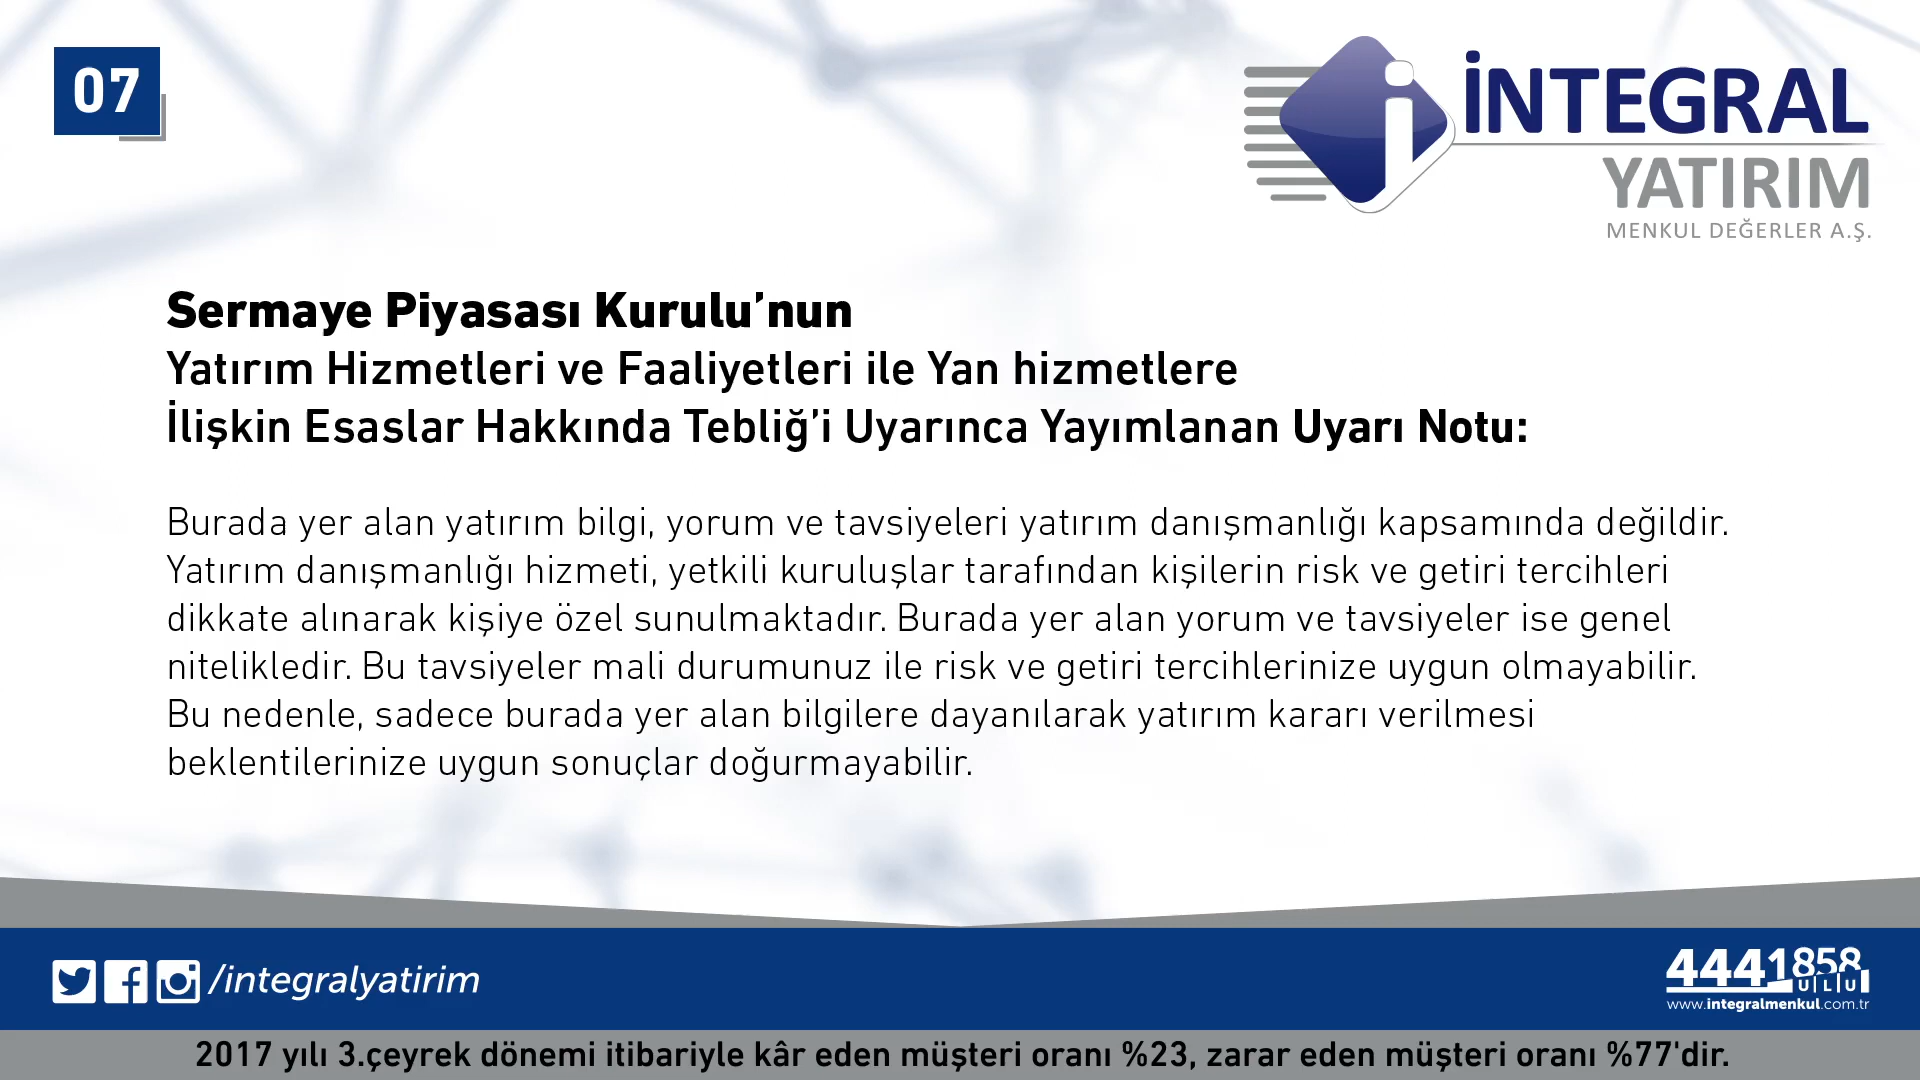 07
İNTEGRAL
YATIRIM
MENKUL DEĞERLER A.Ş.
Sermaye Piyasası Kurulu’nun
Yatırım Hizmetleri ve Faaliyetleri ile Yan hizmetlere
İlişkin Esaslar Hakkında Tebliğ’i Uyarınca Yayımlanan Uyarı Notu:
Burada yer alan yatırım bilgi, yorum ve tavsiyeleri yatırım danışmanlığı kapsamında değildir.
Yatırım danışmanlığı hizmeti, yetkili kuruluşlar tarafından kişilerin risk ve getiri tercihleri
dikkate alınarak kişiye özel sunulmaktadır. Burada yer alan yorum ve tavsiyeler ise genel
nitelikledir. Bu tavsiyeler mali durumunuz ile risk ve getiri tercihlerinize uygun olmayabilir.
Bu nedenle, sadece burada yer alan bilgilere dayanılarak yatırım kararı verilmesi
beklentilerinize uygun sonuçlar doğurmayabilir.
/integralyatirim
444 1858
U L U
www.integralmenkul.com.tr
2017 yılı 3.çeyrek dönemi itibariyle kâr eden müşteri oranı %23, zarar eden müşteri oranı %77'dir.